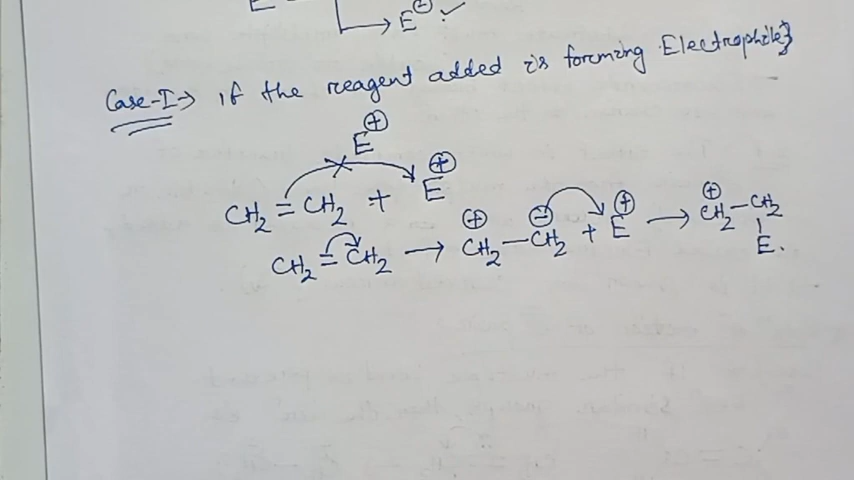 E → E⊖ ✓
Case-I → if the reagent added is forming Electrophile}
E⊕
CH₂=CH₂ + E⊕
CH₂=CH₂ → ⊕CH₂—⊖CH₂ + E⊕ → ⊕CH₂—CH₂
E.